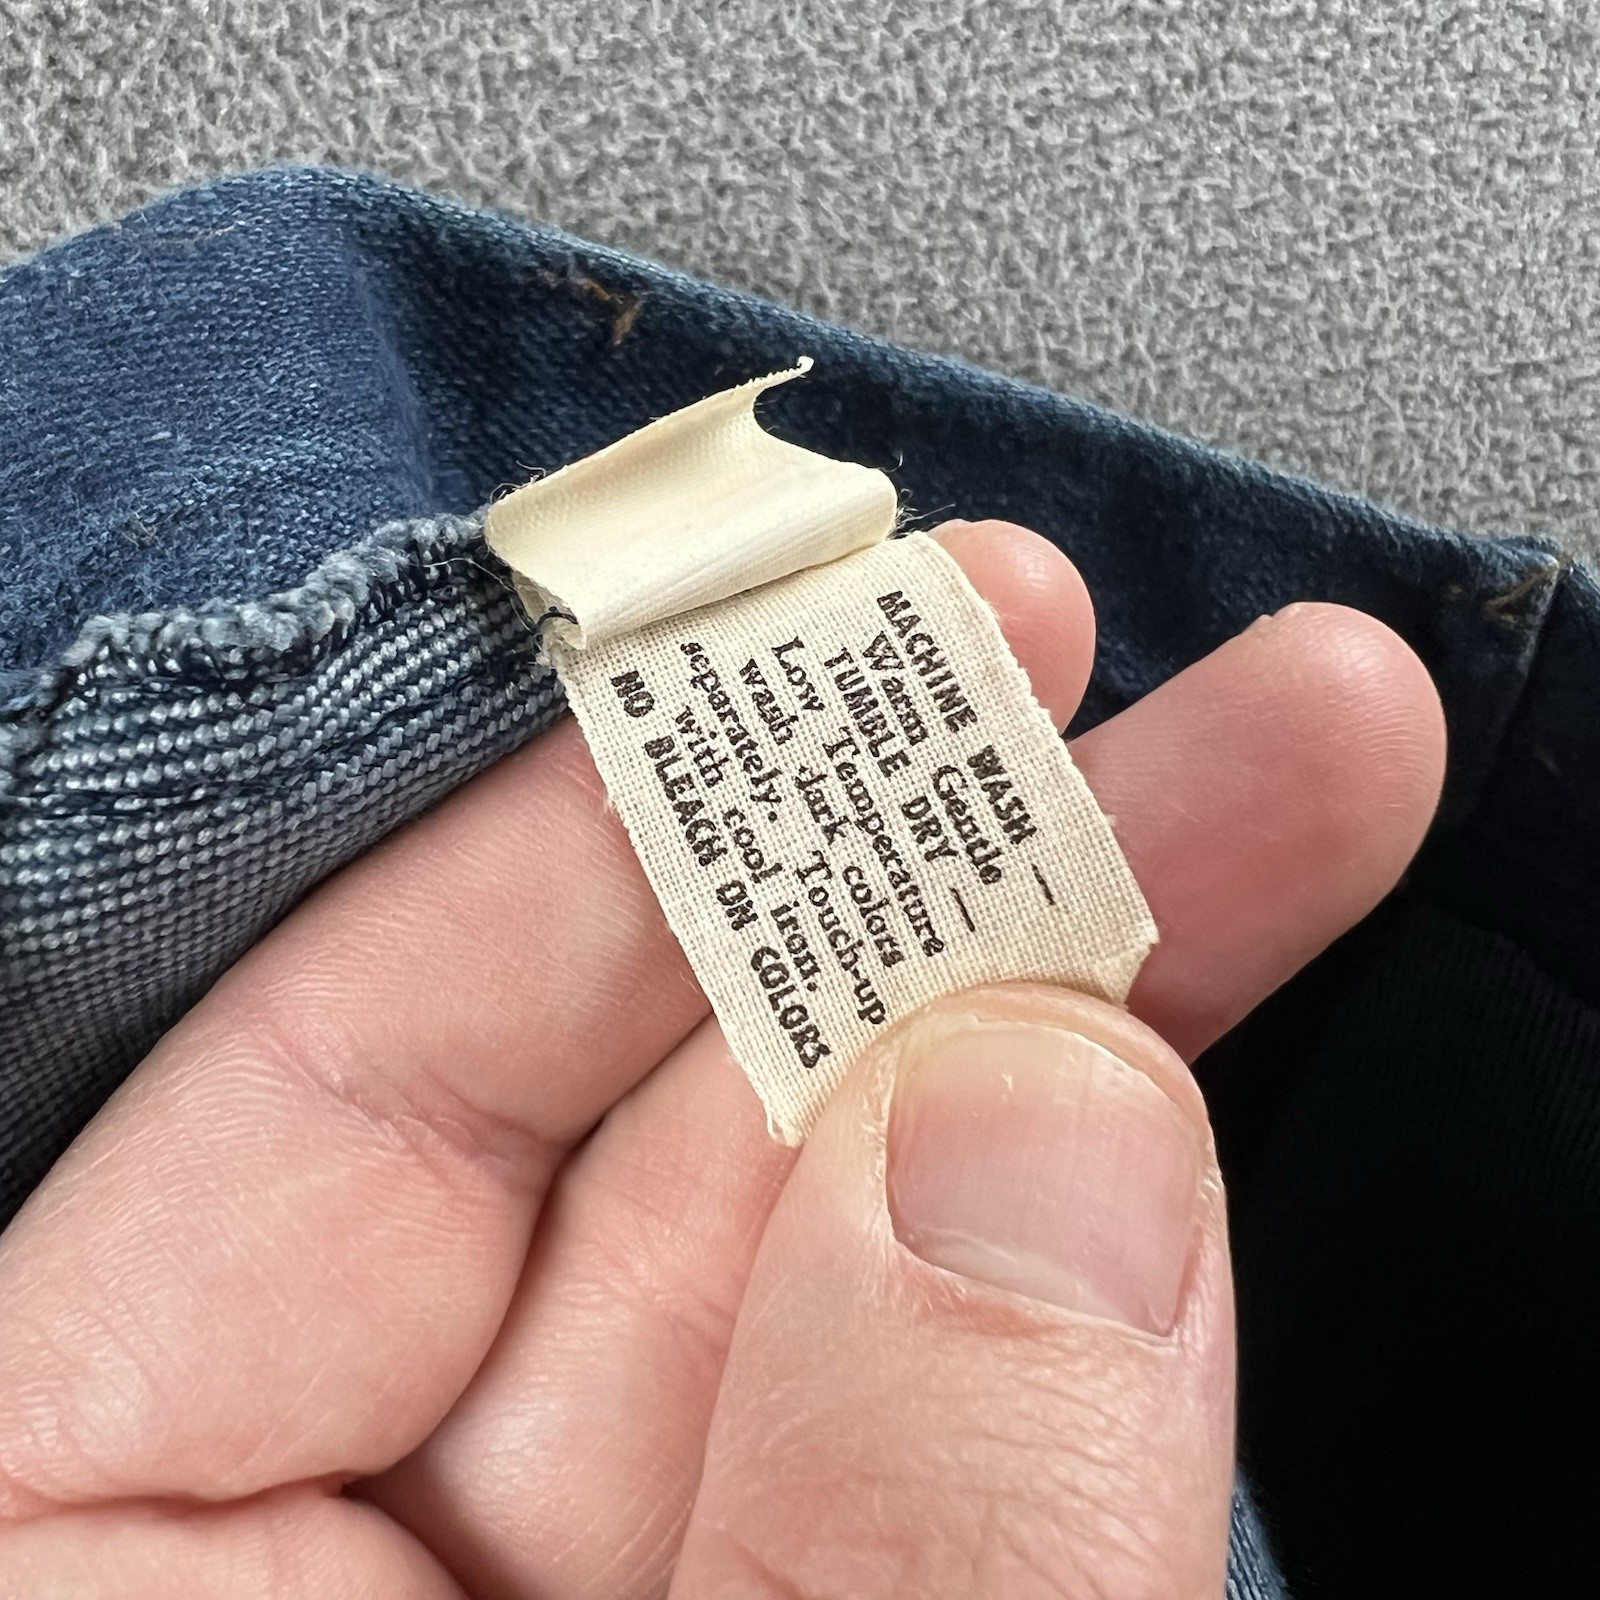 MACHINE WASH —
Warm Gentle
TUMBLE DRY —
Low Temperature
wash dark colors
separately. Touch-up
with cool iron.
NO BLEACH ON COLORS